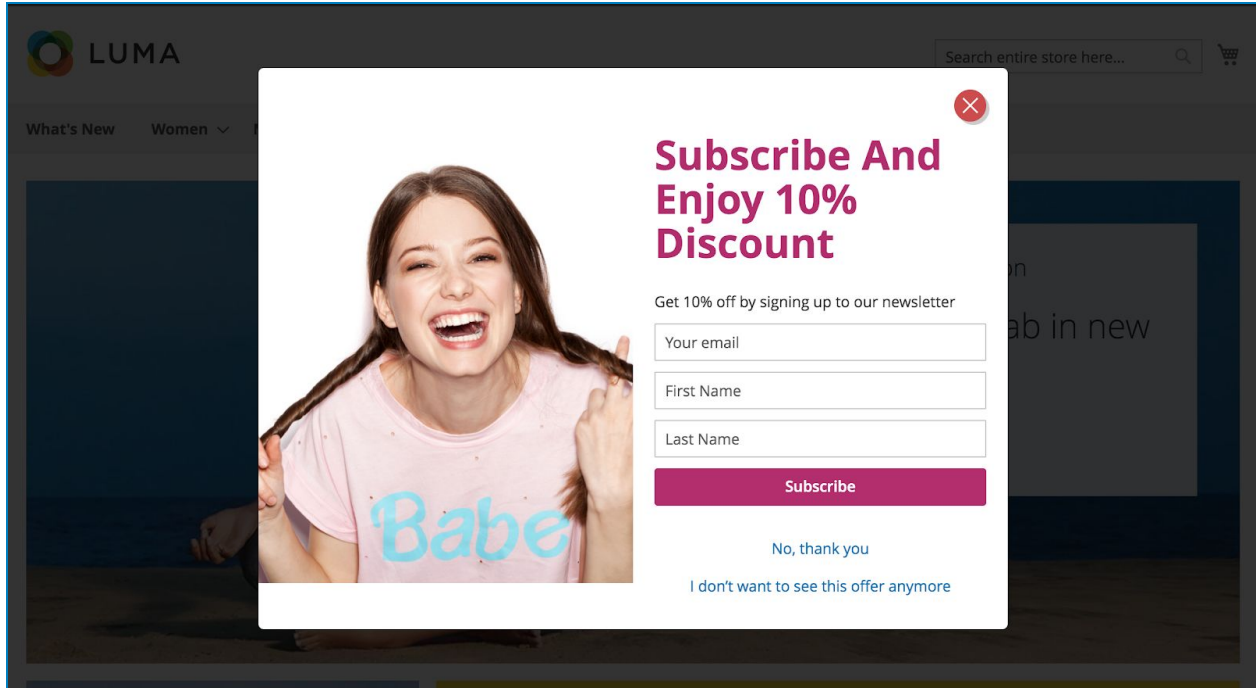 LUMA
Search entire store here...
What's New
Women
Subscribe And
Enjoy 10%
Discount
Get 10% off by signing up to our newsletter
Your email
First Name
Last Name
Subscribe
No, thank you
I don't want to see this offer anymore
Babe
in new